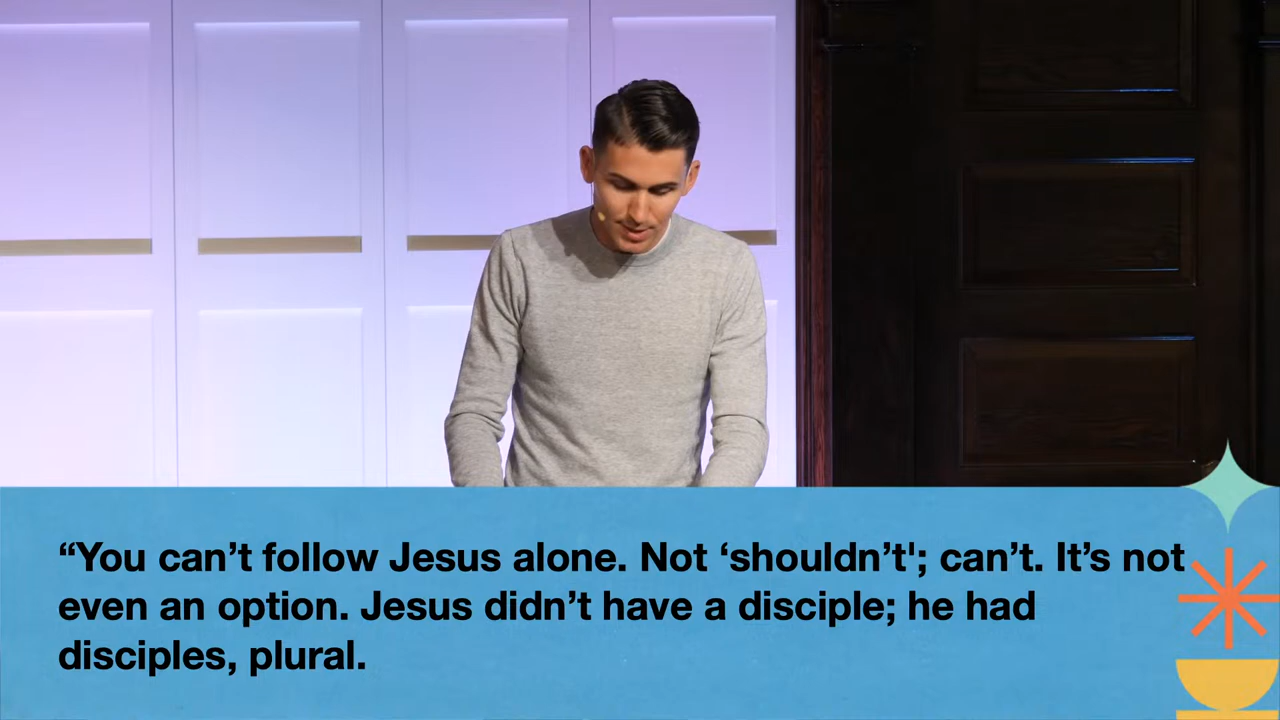 “You can’t follow Jesus alone. Not ‘shouldn’t'; can’t. It’s not
even an option. Jesus didn’t have a disciple; he had
disciples, plural.